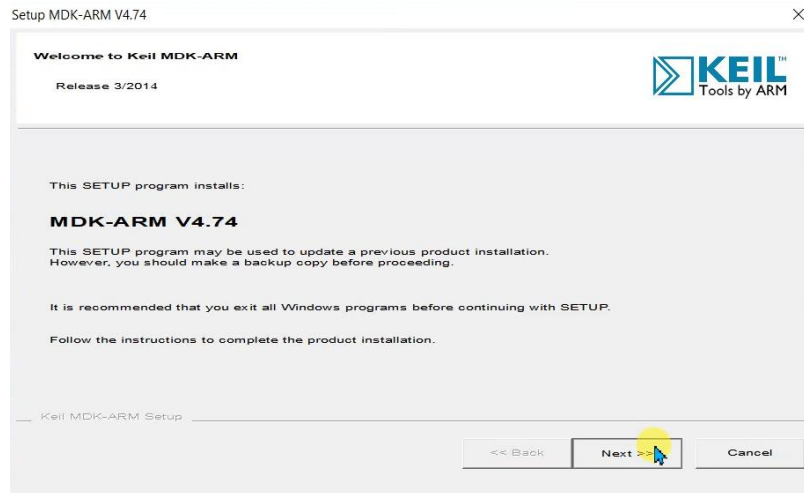 Setup MDK-ARM V4.74
Welcome to Keil MDK-ARM
Release 3/2014
KEIL™
Tools by ARM
This SETUP program installs:
MDK-ARM V4.74
This SETUP program may be used to update a previous product installation.
However, you should make a backup copy before proceeding.
It is recommended that you exit all Windows programs before continuing with SETUP.
Follow the instructions to complete the product installation.
Keil MDK-ARM Setup
<< Back
Next >>
Cancel